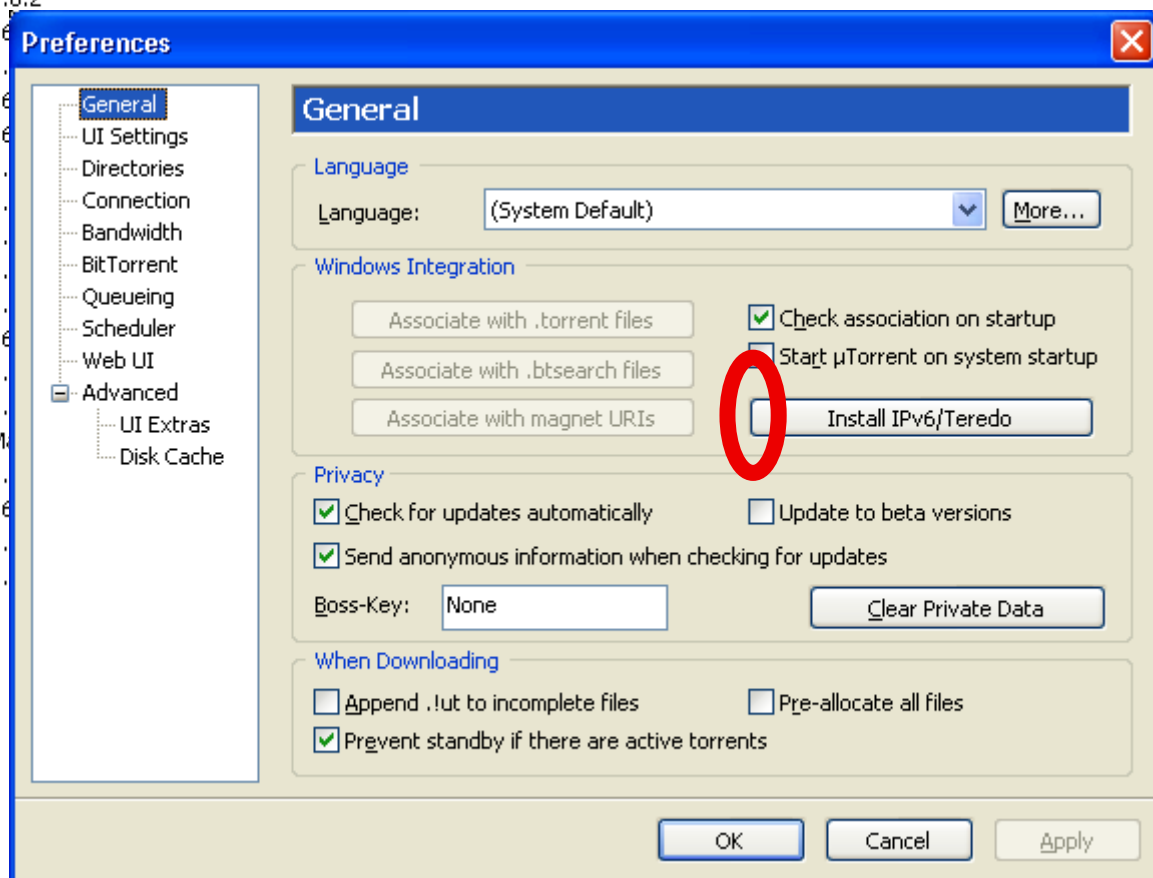 Preferences
General
UI Settings
Directories
Connection
Bandwidth
BitTorrent
Queueing
Scheduler
Web UI
Advanced
UI Extras
Disk Cache
General
Language
Language: (System Default) More...
Windows Integration
Associate with .torrent files Check association on startup
Start µTorrent on system startup
Associate with .btsearch files
Associate with magnet URIs Install IPv6/Teredo
Privacy
Check for updates automatically Update to beta versions
Send anonymous information when checking for updates
Boss-Key: None Clear Private Data
When Downloading
Append .!ut to incomplete files Pre-allocate all files
Prevent standby if there are active torrents
OK Cancel Apply